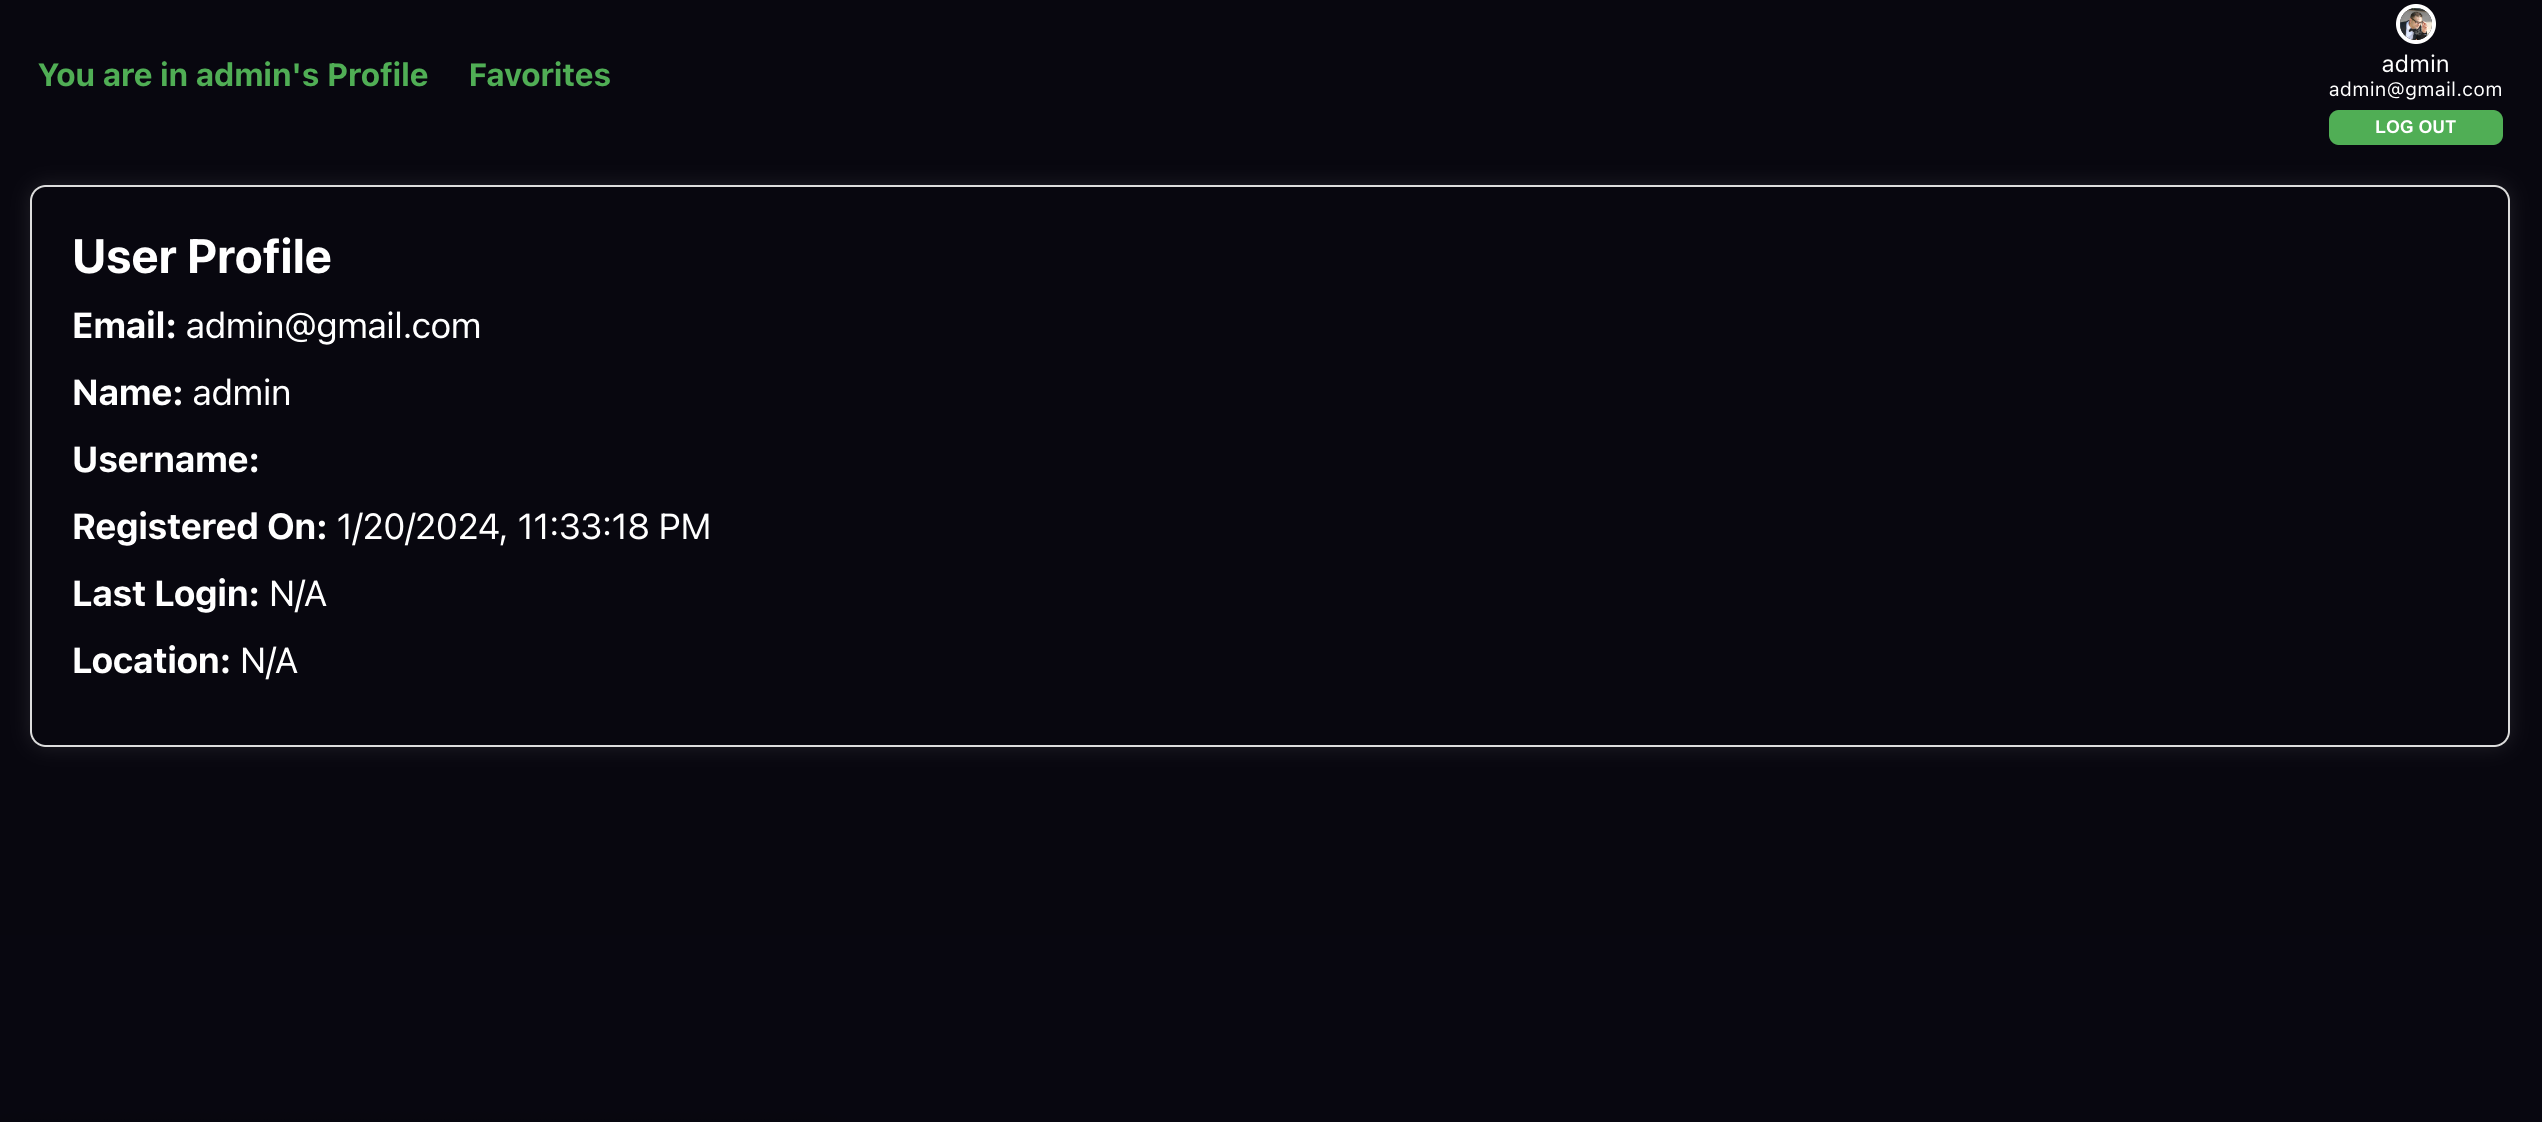 You are in admin's Profile
Favorites
admin
admin@gmail.com
LOG OUT
User Profile
Email: admin@gmail.com
Name: admin
Username:
Registered On: 1/20/2024, 11:33:18 PM
Last Login: N/A
Location: N/A